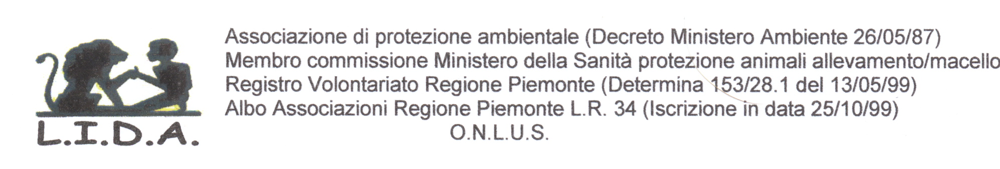 Associazione di protezione ambientale (Decreto Ministero Ambiente 26/05/87)
Membro commissione Ministero della Sanità protezione animali allevamento/macello
Registro Volontariato Regione Piemonte (Determina 153/28.1 del 13/05/99)
Albo Associazioni Regione Piemonte L.R. 34 (Iscrizione in data 25/10/99)
O.N.L.U.S.
L.I.D.A.